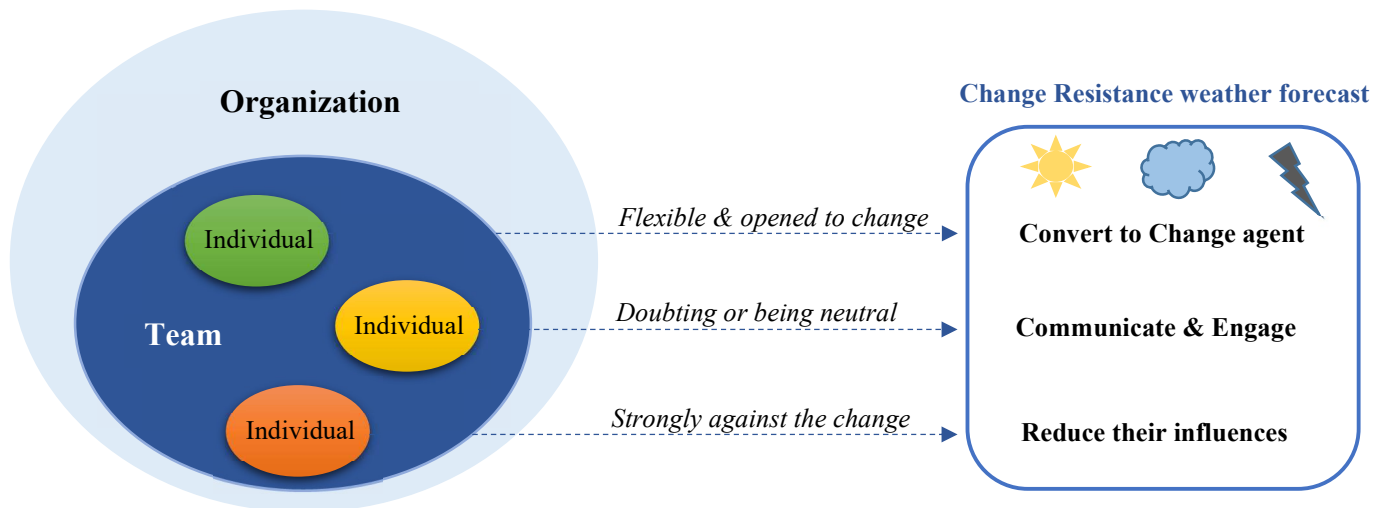 Organization
Individual
Individual
Team
Individual
Flexible & opened to change
Doubting or being neutral
Strongly against the change
Change Resistance weather forecast
Convert to Change agent
Communicate & Engage
Reduce their influences